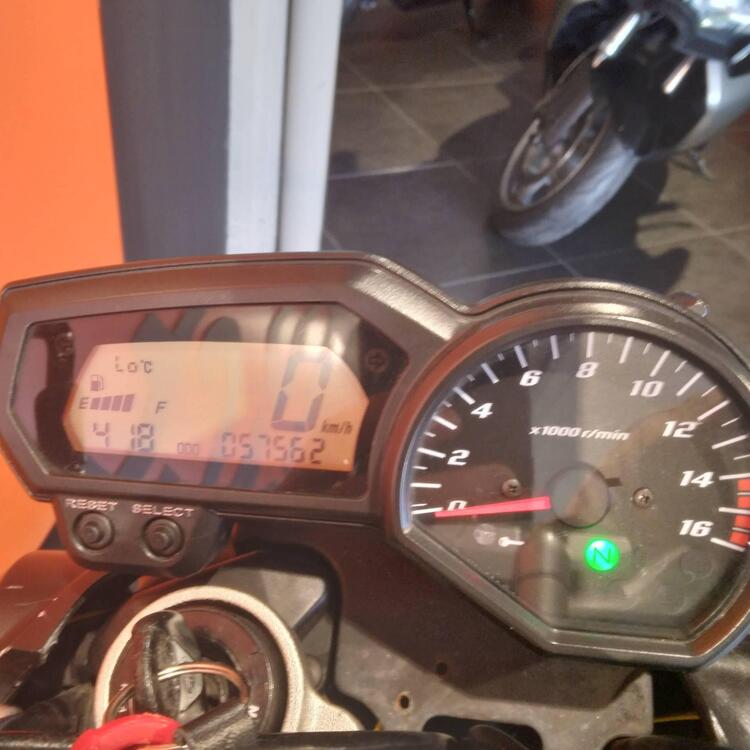 Lo°C
E F
0 km/h
4:18 ODO 057562
RESET SELECT
0 2 4 6 8 10 12 14 16
x1000 r/min
N